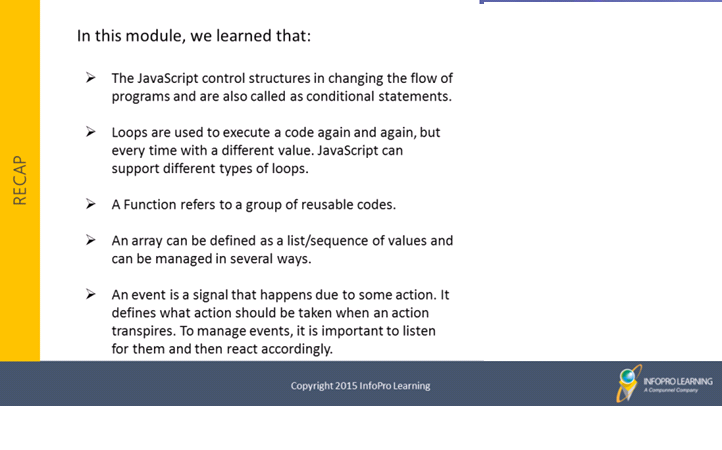 In this module, we learned that:
➢ The JavaScript control structures in changing the flow of
programs and are also called as conditional statements.
➢ Loops are used to execute a code again and again, but
every time with a different value. JavaScript can
support different types of loops.
➢ A Function refers to a group of reusable codes.
➢ An array can be defined as a list/sequence of values and
can be managed in several ways.
➢ An event is a signal that happens due to some action. It
defines what action should be taken when an action
transpires. To manage events, it is important to listen
for them and then react accordingly.
RECAP
Copyright 2015 InfoPro Learning
INFOPRO LEARNING
A Compunnel Company